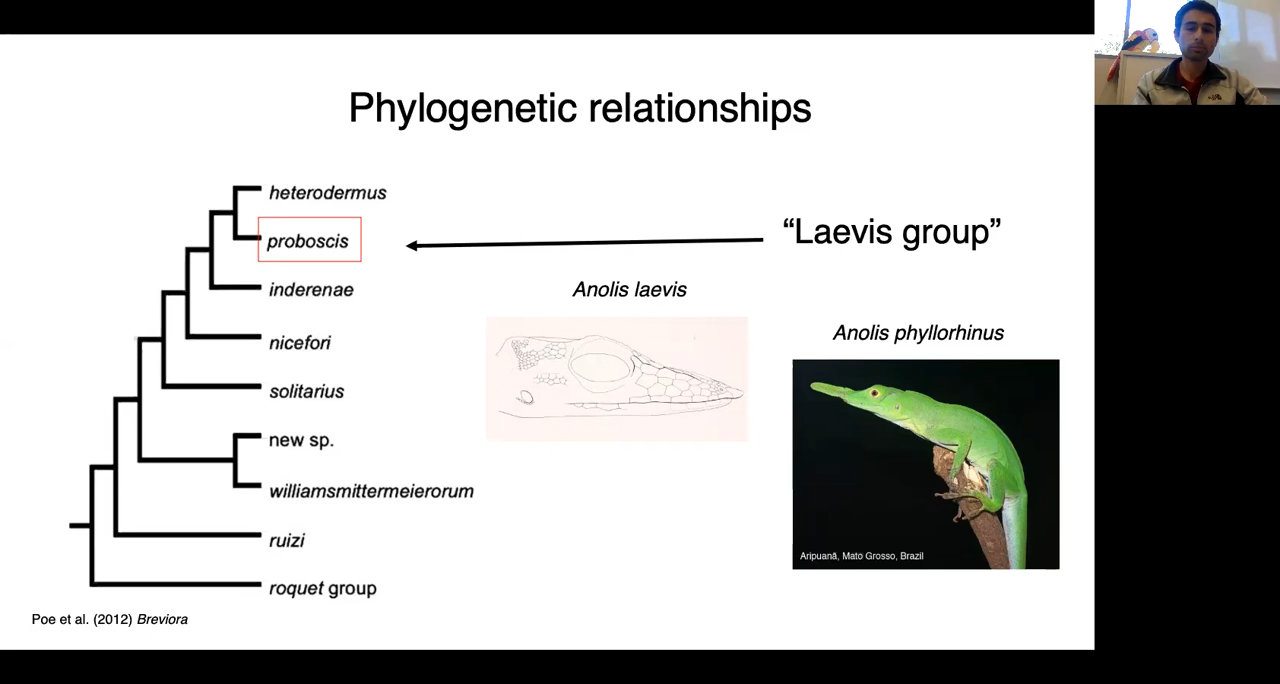 Phylogenetic relationships
heterodermus
proboscis
inderenae
nicefori
solitarius
new sp.
williamsmittermeierorum
ruizi
roquet group
Poe et al. (2012) Breviora
“Laevis group”
Anolis laevis
Anolis phyllorhinus
Aripuanã, Mato Grosso, Brazil